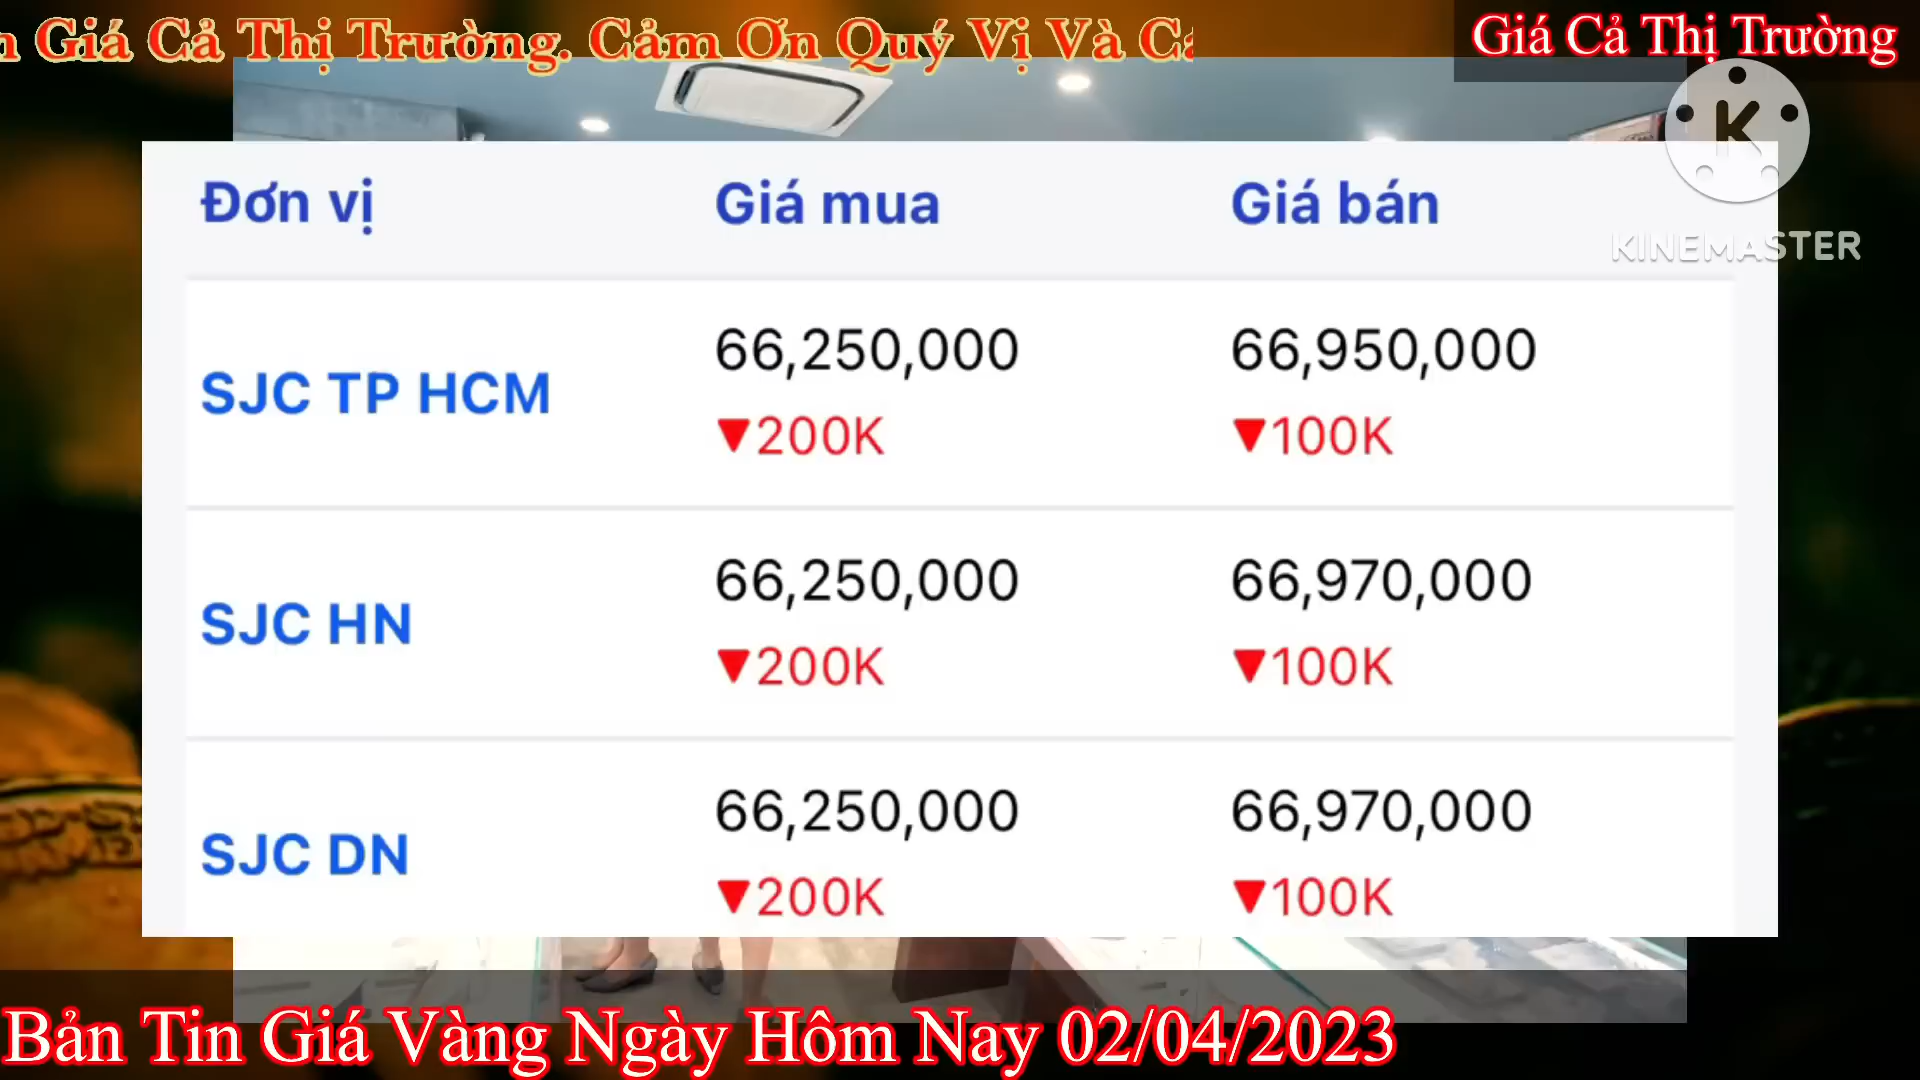 Giá Cả Thị Trường. Cảm Ơn Quý Vị Và
Giá Cả Thị Trường
K
KINEMASTER
Đơn vị Giá mua Giá bán
SJC TP HCM 66,250,000 66,950,000
▼200K ▼100K
SJC HN 66,250,000 66,970,000
▼200K ▼100K
SJC DN 66,250,000 66,970,000
▼200K ▼100K
Bản Tin Giá Vàng Ngày Hôm Nay 02/04/2023